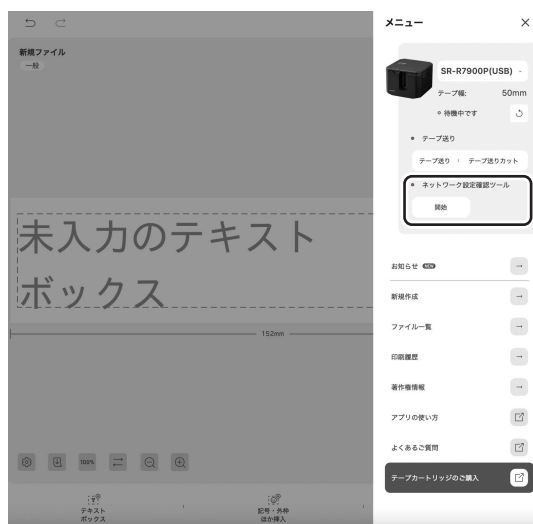 新規ファイル
一般
未入力のテキスト
ボックス
152mm
100%
テキスト
ボックス
記号・外枠
ほか挿入
メニュー
SR-R7900P(USB)
テープ幅: 50mm
待機中です
テープ送り
テープ送り テープ送りカット
ネットワーク設定確認ツール
開始
お知らせ NEW
新規作成
ファイル一覧
印刷履歴
著作権情報
アプリの使い方
よくあるご質問
テープカートリッジのご購入